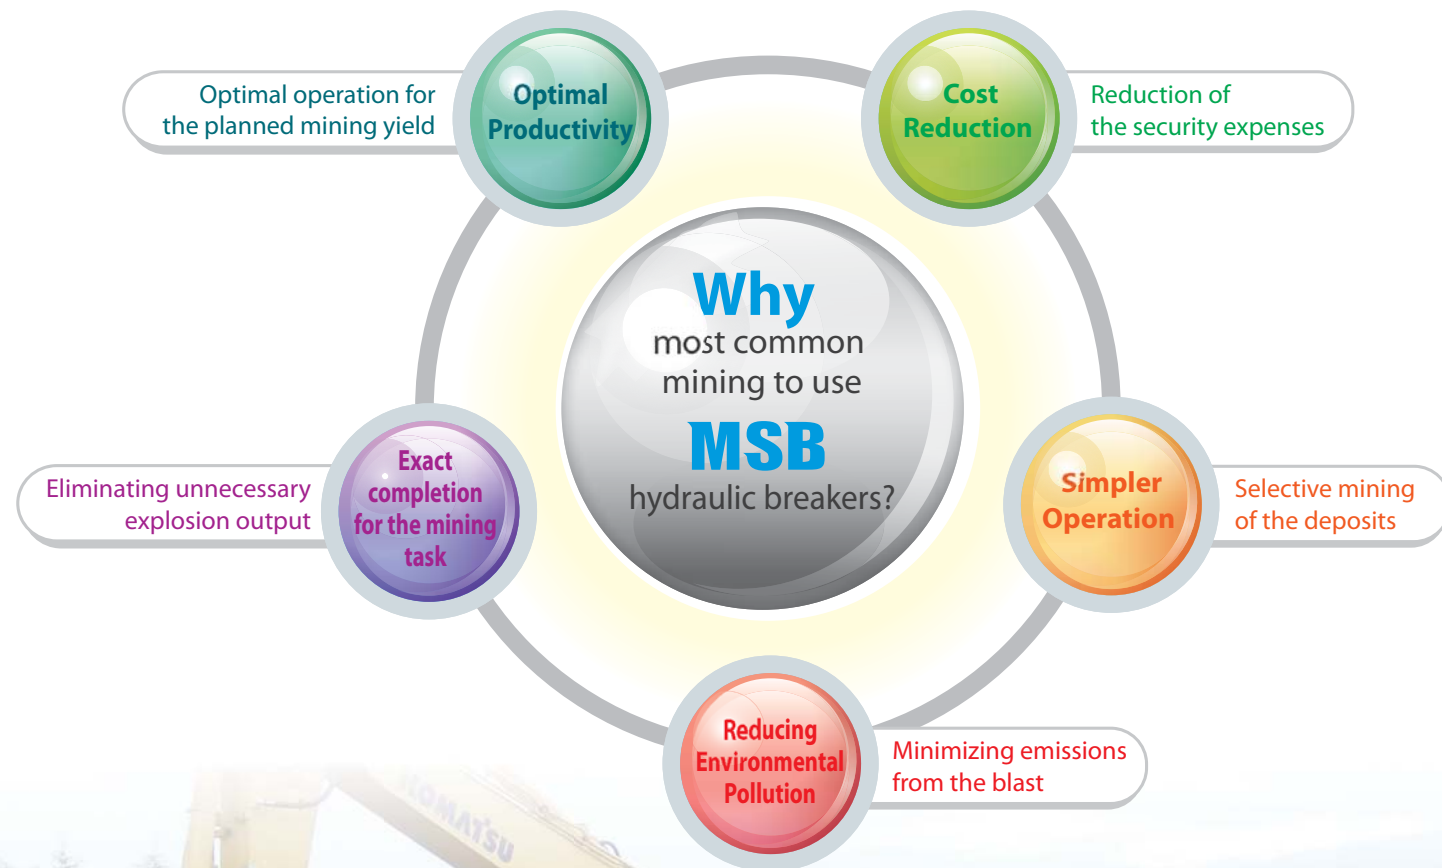 Optimal operation for
the planned mining yield
Optimal
Productivity
Cost
Reduction
Reduction of
the security expenses
Why
most common
mining to use
MSB
hydraulic breakers?
Eliminating unnecessary
explosion output
Exact
completion
for the mining
task
Simpler
Operation
Selective mining
of the deposits
Reducing
Environmental
Pollution
Minimizing emissions
from the blast
KOMATSU